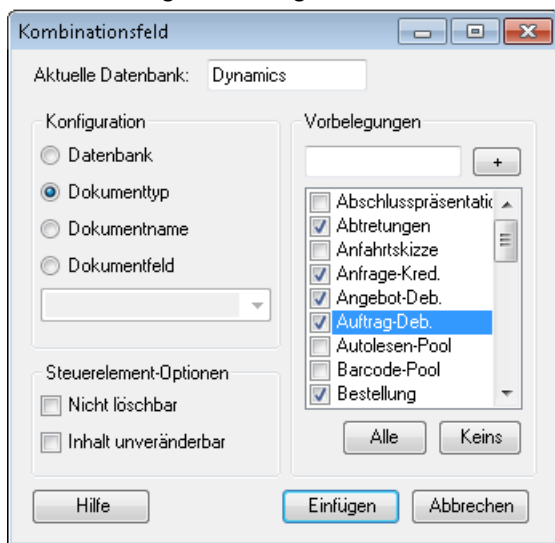 Kombinationsfeld
Aktuelle Datenbank: Dynamics
Konfiguration
Datenbank
Dokumenttyp
Dokumentname
Dokumentfeld
Steuerelement-Optionen
Nicht löschbar
Inhalt unveränderbar
Vorbelegungen
+
Abschlusspräsentatic
Abtretungen
Anfahrtskizze
Anfrage-Kred.
Angebot-Deb.
Auftrag-Deb.
Autolesen-Pool
Barcode-Pool
Bestellung
Alle Keins
Hilfe Einfügen Abbrechen